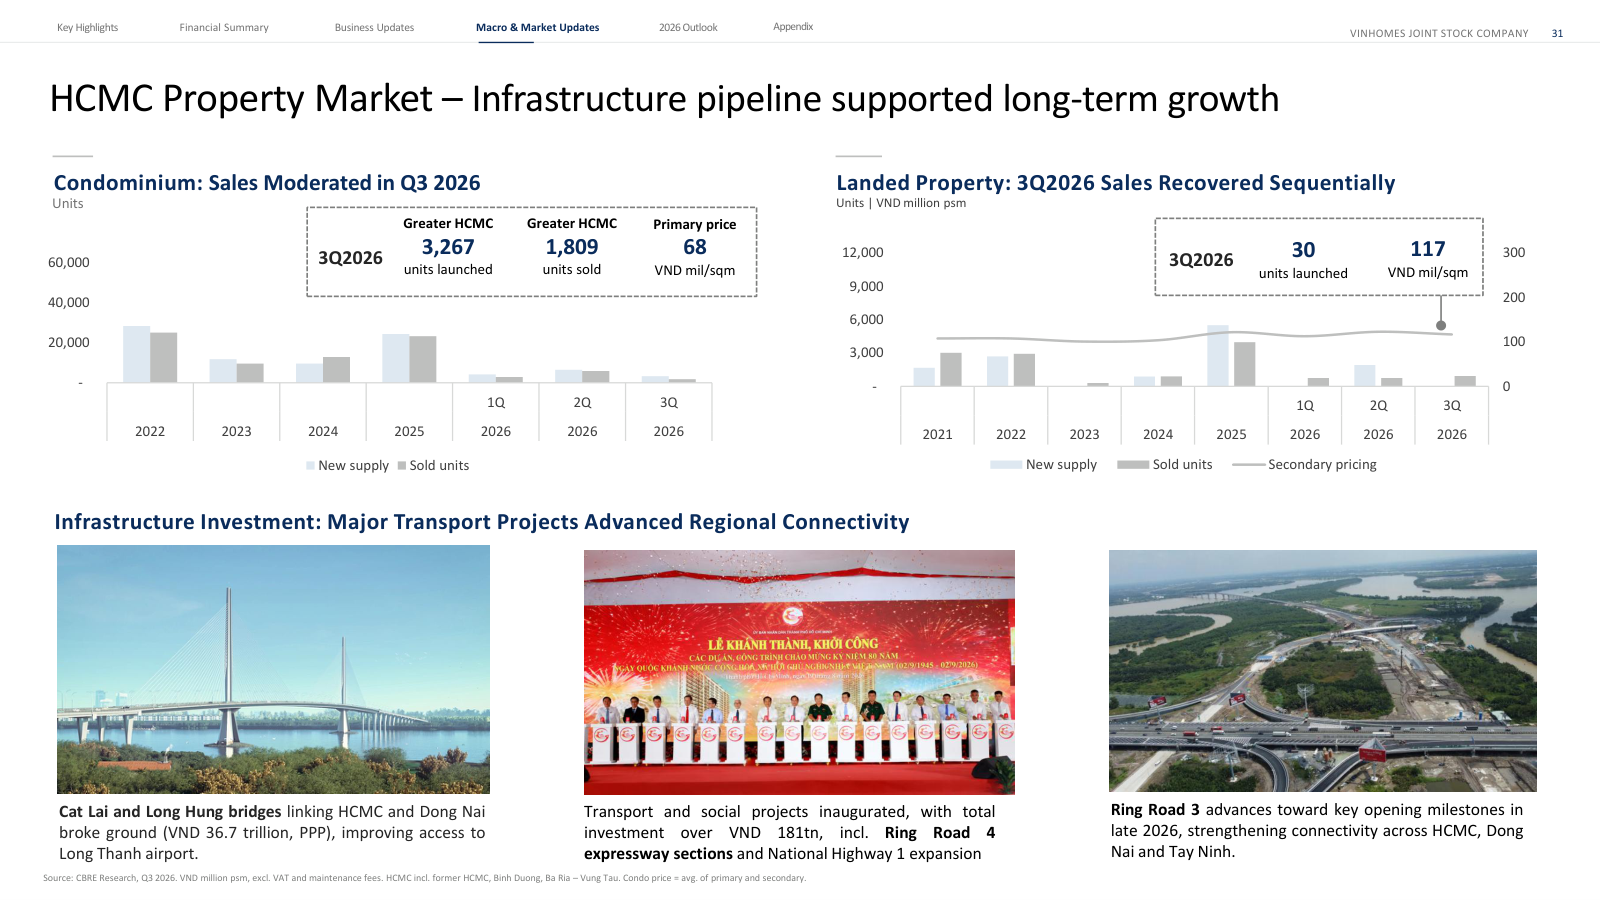 Key Highlights
Financial Summary
Business Updates
Macro & Market Updates
2026 Outlook
Appendix
VINHOMES JOINT STOCK COMPANY
31
HCMC Property Market – Infrastructure pipeline supported long-term growth
Condominium: Sales Moderated in Q3 2026
Units
3Q2026
Greater HCMC
3,267
units launched
Greater HCMC
1,809
units sold
Primary price
68
VND mil/sqm
60,000
40,000
20,000
-
1Q
2Q
3Q
2022
2023
2024
2025
2026
2026
2026
New supply
Sold units
Landed Property: 3Q2026 Sales Recovered Sequentially
Units | VND million psm
3Q2026
30
units launched
117
VND mil/sqm
12,000
9,000
6,000
3,000
-
300
200
100
0
1Q
2Q
3Q
2021
2022
2023
2024
2025
2026
2026
2026
New supply
Sold units
Secondary pricing
Infrastructure Investment: Major Transport Projects Advanced Regional Connectivity
LỄ KHÁNH THÀNH, KHỞI CÔNG
CÁC DỰ ÁN, CÔNG TRÌNH CHÀO MỪNG KỶ NIỆM 80 NĂM
Cat Lai and Long Hung bridges linking HCMC and Dong Nai
broke ground (VND 36.7 trillion, PPP), improving access to
Long Thanh airport.
Transport and social projects inaugurated, with total
investment over VND 181tn, incl. Ring Road 4
expressway sections and National Highway 1 expansion
Ring Road 3 advances toward key opening milestones in
late 2026, strengthening connectivity across HCMC, Dong
Nai and Tay Ninh.
Source: CBRE Research, Q3 2026. VND million psm, excl. VAT and maintenance fees. HCMC incl. former HCMC, Binh Duong, Ba Ria – Vung Tau. Condo price = avg. of primary and secondary.